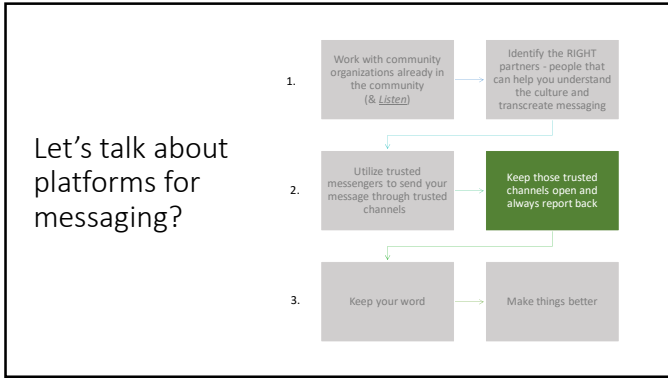 Let's talk about
platforms for
messaging?
1.
Work with community
organizations already in
the community
(& Listen)
Identify the RIGHT
partners - people that
can help you understand
the culture and
transcreate messaging
2.
Utilize trusted
messengers to send your
message through trusted
channels
Keep those trusted
channels open and
always report back
3.
Keep your word
Make things better